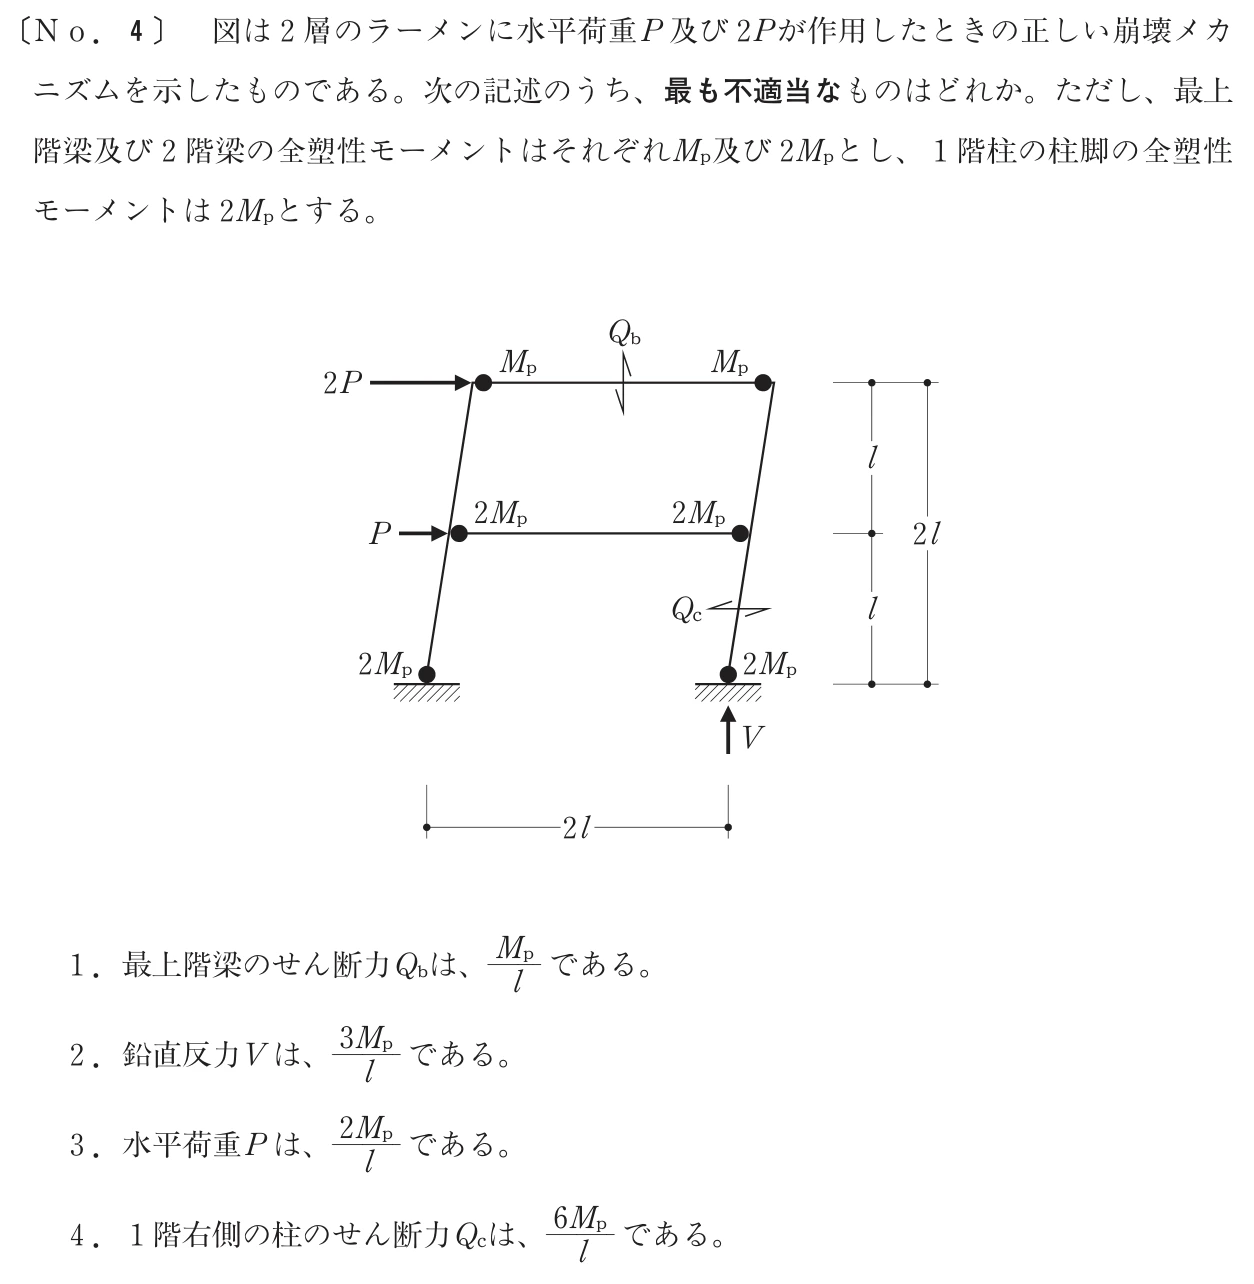 〔Ｎｏ．４〕　図は２層のラーメンに水平荷重P及び2Pが作用したときの正しい崩壊メカ
ニズムを示したものである。次の記述のうち、最も不適当なものはどれか。ただし、最上
階梁及び２階梁の全塑性モーメントはそれぞれMp及び2Mpとし、１階柱の柱脚の全塑性
モーメントは2Mpとする。
Qb
Mp Mp
2P
l
2Mp 2Mp
P
2l
Qc
l
2Mp 2Mp
V
2l
１．最上階梁のせん断力Qbは、Mp/l である。
２．鉛直反力Vは、3Mp/l である。
３．水平荷重Pは、2Mp/l である。
４．１階右側の柱のせん断力Qcは、6Mp/l である。